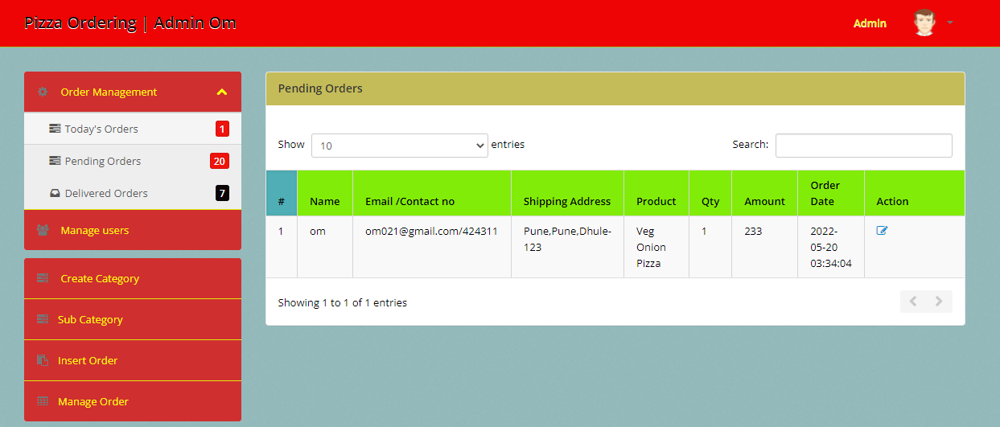 Pizza Ordering | Admin Om
Admin
Order Management
Today's Orders 1
Pending Orders 20
Delivered Orders 7
Manage users
Create Category
Sub Category
Insert Order
Manage Order
Pending Orders
Show 10 entries
Search:
# Name Email /Contact no Shipping Address Product Qty Amount Order Date Action
1 om om021@gmail.com/424311 Pune,Pune,Dhule-123 Veg Onion Pizza 1 233 2022-05-20 03:34:04
Showing 1 to 1 of 1 entries